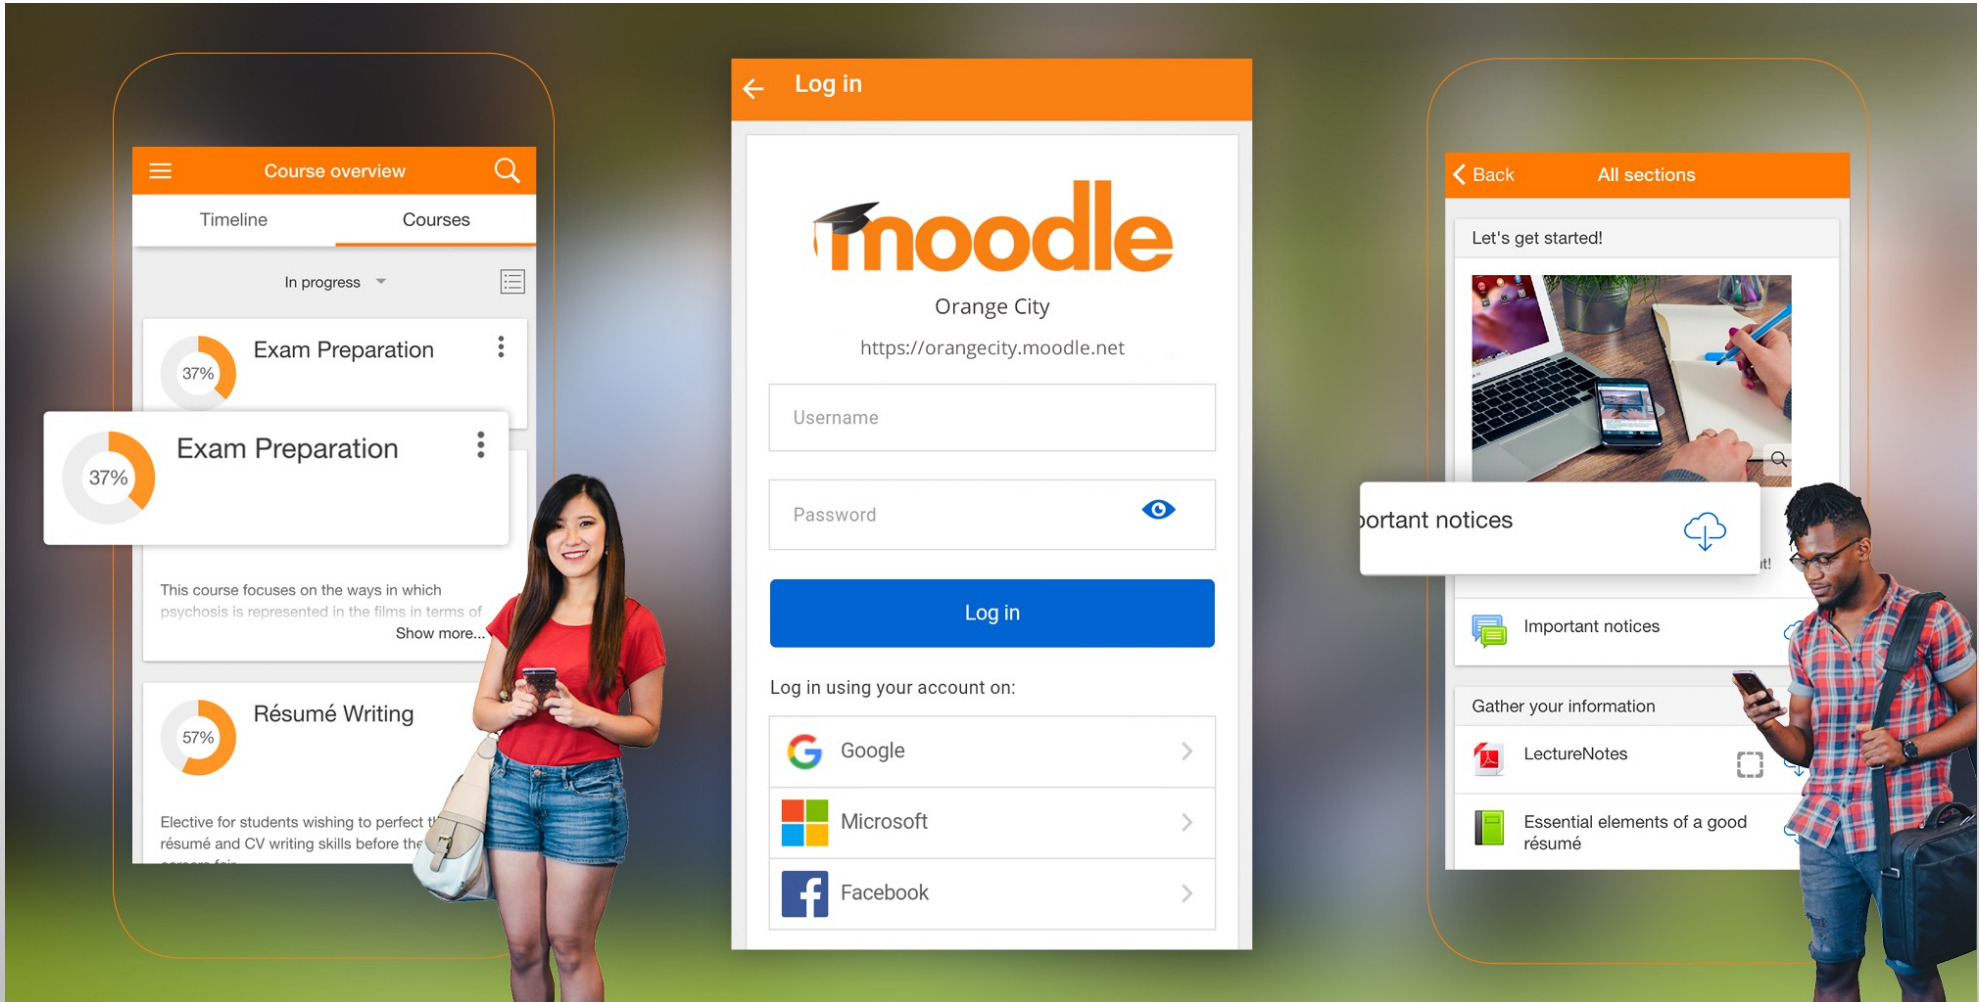 Course overview
Timeline
Courses
In progress
37%
Exam Preparation
37%
Exam Preparation
This course focuses on the ways in which
psychosis is represented in the films in terms of
Show more...
57%
Résumé Writing
Elective for students wishing to perfect
résumé and CV writing skills before the
careers fair
Log in
moodle
Orange City
https://orangecity.moodle.net
Username
Password
Log in
Log in using your account on:
Google
Microsoft
Facebook
Back
All sections
Let's get started!
notices
Important notices
Gather your information
LectureNotes
Essential elements of a good
résumé